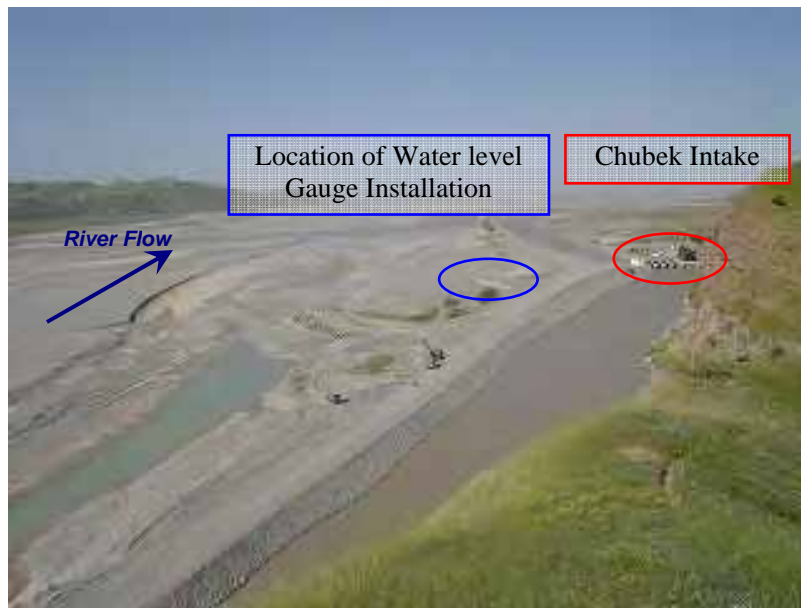 Location of Water level
Gauge Installation
Chubek Intake
River Flow